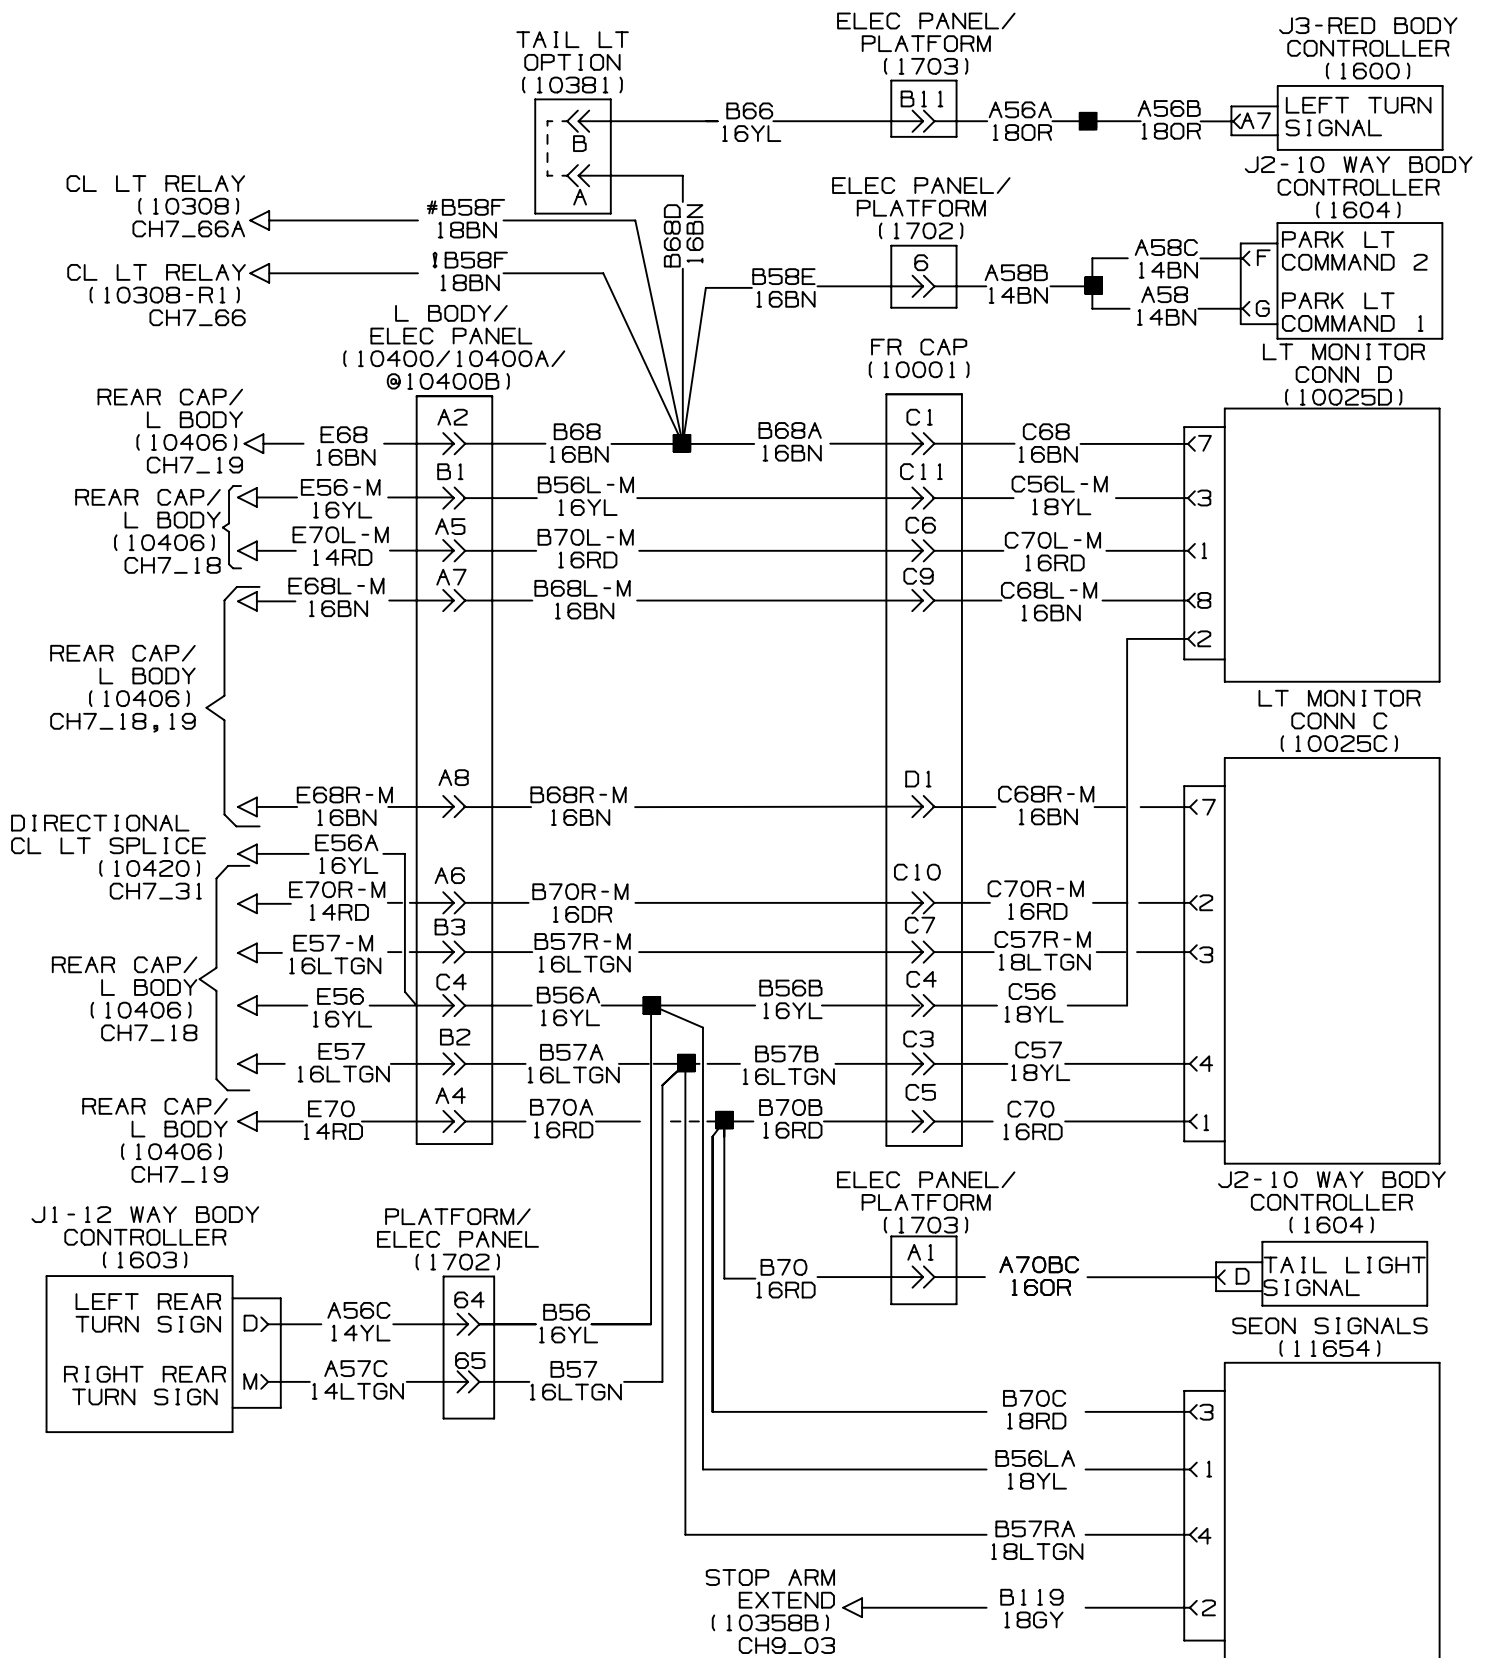 TAIL LT
OPTION
(10381)
B
A
B66
16YL
ELEC PANEL/
PLATFORM
(1703)
B11
A56A
18OR
A56B
18OR
J3-RED BODY
CONTROLLER
(1600)
A7
LEFT TURN
SIGNAL
CL LT RELAY
(10308)
CH7_66A
#B58F
18BN
CL LT RELAY
(10308-R1)
CH7_66
!B58F
18BN
B68D
16BN
ELEC PANEL/
PLATFORM
(1702)
6
B58E
16BN
A58B
14BN
A58C
14BN
A58
14BN
J2-10 WAY BODY
CONTROLLER
(1604)
F
PARK LT
COMMAND 2
G
PARK LT
COMMAND 1
L BODY/
ELEC PANEL
(10400/10400A/
@10400B)
FR CAP
(10001)
LT MONITOR
CONN D
(10025D)
REAR CAP/
L BODY
(10406)
CH7_19
E68
16BN
A2
B68
16BN
B68A
16BN
C1
C68
16BN
7
REAR CAP/
L BODY
(10406)
CH7_18
E56-M
16YL
B1
B56L-M
16YL
C11
C56L-M
18YL
3
E70L-M
14RD
A5
B70L-M
16RD
C6
C70L-M
16RD
1
REAR CAP/
L BODY
(10406)
CH7_18,19
E68L-M
16BN
A7
B68L-M
16BN
C9
C68L-M
16BN
8
2
LT MONITOR
CONN C
(10025C)
E68R-M
16BN
A8
B68R-M
16BN
D1
C68R-M
16BN
7
DIRECTIONAL
CL LT SPLICE
(10420)
CH7_31
E56A
16YL
REAR CAP/
L BODY
(10406)
CH7_18
E70R-M
14RD
A6
B70R-M
16DR
C10
C70R-M
16RD
2
E57-M
16LTGN
B3
B57R-M
16LTGN
C7
C57R-M
18LTGN
3
E56
16YL
C4
B56A
16YL
B56B
16YL
C4
C56
18YL
E57
16LTGN
B2
B57A
16LTGN
B57B
16LTGN
C3
C57
18YL
4
REAR CAP/
L BODY
(10406)
CH7_19
E70
14RD
A4
B70A
16RD
B70B
16RD
C5
C70
16RD
1
ELEC PANEL/
PLATFORM
(1703)
A1
B70
16RD
A70BC
16OR
J2-10 WAY BODY
CONTROLLER
(1604)
D
TAIL LIGHT
SIGNAL
J1-12 WAY BODY
CONTROLLER
(1603)
LEFT REAR
TURN SIGN
D
RIGHT REAR
TURN SIGN
M
A56C
14YL
A57C
14LTGN
PLATFORM/
ELEC PANEL
(1702)
64
65
B56
16YL
B57
16LTGN
SEON SIGNALS
(11654)
B70C
18RD
3
B56LA
18YL
1
B57RA
18LTGN
4
STOP ARM
EXTEND
(10358B)
CH9_03
B119
18GY
2